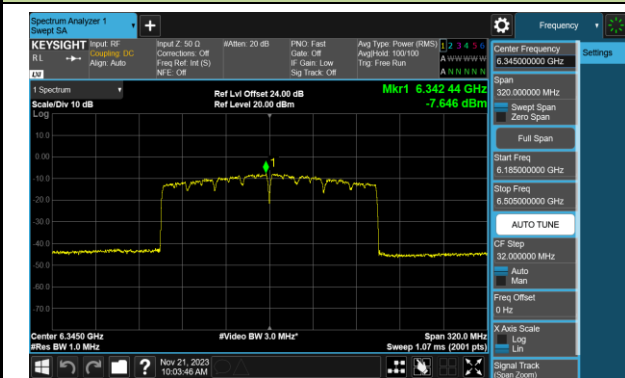 Spectrum Analyzer 1
Swept SA
Frequency
KEYSIGHT
RL
LW
Input: RF
Coupling: DC
Align: Auto
Input Z: 50 Ω
Corrections: Off
Freq Ref: Int (S)
NFE: Off
#Atten: 20 dB
PNO: Fast
Gate: Off
IF Gain: Low
Sig Track: Off
Avg Type: Power (RMS)
Avg|Hold: 100/100
Trig: Free Run
1 2 3 4 5 6
A W W W W W
A N N N N N
1 Spectrum
Scale/Div 10 dB
Ref Lvl Offset 24.00 dB
Ref Level 20.00 dBm
Mkr1 6.342 44 GHz
-7.646 dBm
Log
10.0
0.00
-10.0
-20.0
-30.0
-40.0
-50.0
-60.0
-70.0
1
Center 6.3450 GHz
#Res BW 1.0 MHz
#Video BW 3.0 MHz*
Span 320.0 MHz
Sweep 1.07 ms (2001 pts)
Nov 21, 2023
10:03:46 AM
Center Frequency
6.345000000 GHz
Settings
Span
320.000000 MHz
Swept Span
Zero Span
Full Span
Start Freq
6.185000000 GHz
Stop Freq
6.505000000 GHz
AUTO TUNE
CF Step
32.000000 MHz
Auto
Man
Freq Offset
0 Hz
X Axis Scale
Log
Lin
Signal Track
(Span Zoom)